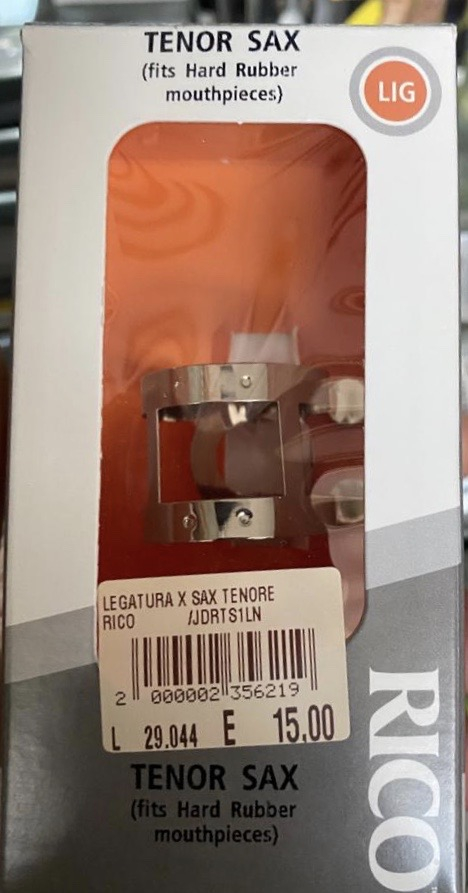 TENOR SAX
(fits Hard Rubber
mouthpieces)
LIG
LEGATURA X SAX TENORE
RICO /JDRTS1LN
2 000002 356219
L 29.044 E 15,00
TENOR SAX
(fits Hard Rubber
mouthpieces)
RICO